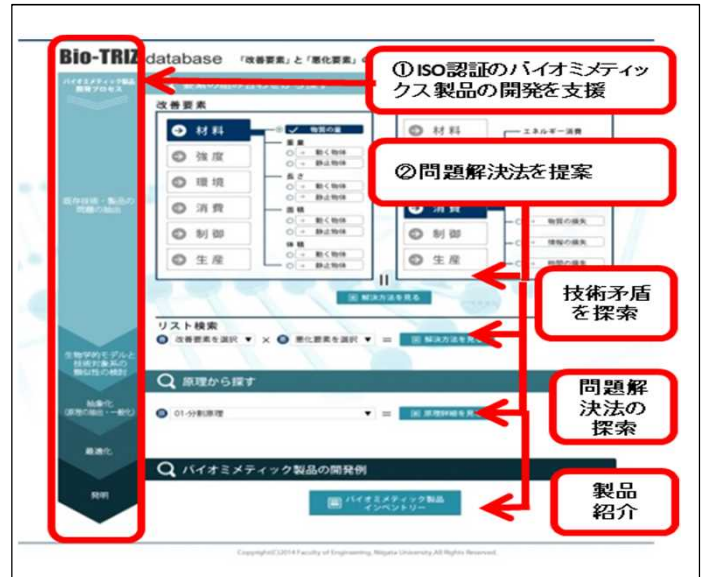 Bio-TRIZ database 「改善要素」と「悪化要素」の
①ISO認証のバイオミメティックス製品の開発を支援
バイオミメティック製品
開発プロセス
要素の組み合わせから探す
改善要素
材料
物質の量
重量
動く物体
静止物体
長さ
動く物体
静止物体
面積
動く物体
静止物体
体積
動く物体
静止物体
強度
環境
消費
制御
生産
材料
エネルギー消費
②問題解決法を提案
消費
物質の損失
制御
情報の損失
生産
時間の損失
既存技術・製品の
問題の抽出
解決方法を見る
技術矛盾
を探索
リスト検索
改善要素を選択 ▼ × 悪化要素を選択 ▼ = 解決方法を見る
生物学的モデルと
技術対象系の
類似性の検討
原理から探す
問題解
決法の
探索
抽象化
(原理の抽出・一般化)
01-分割原理 ▼ = 原理詳細を見
最適化
バイオミメティック製品の開発例
発明
バイオミメティック製品
インベントリー
製品
紹介
Copyright(C)2014 Faculty of Engineering, Niigata University.All Rights Reserved.